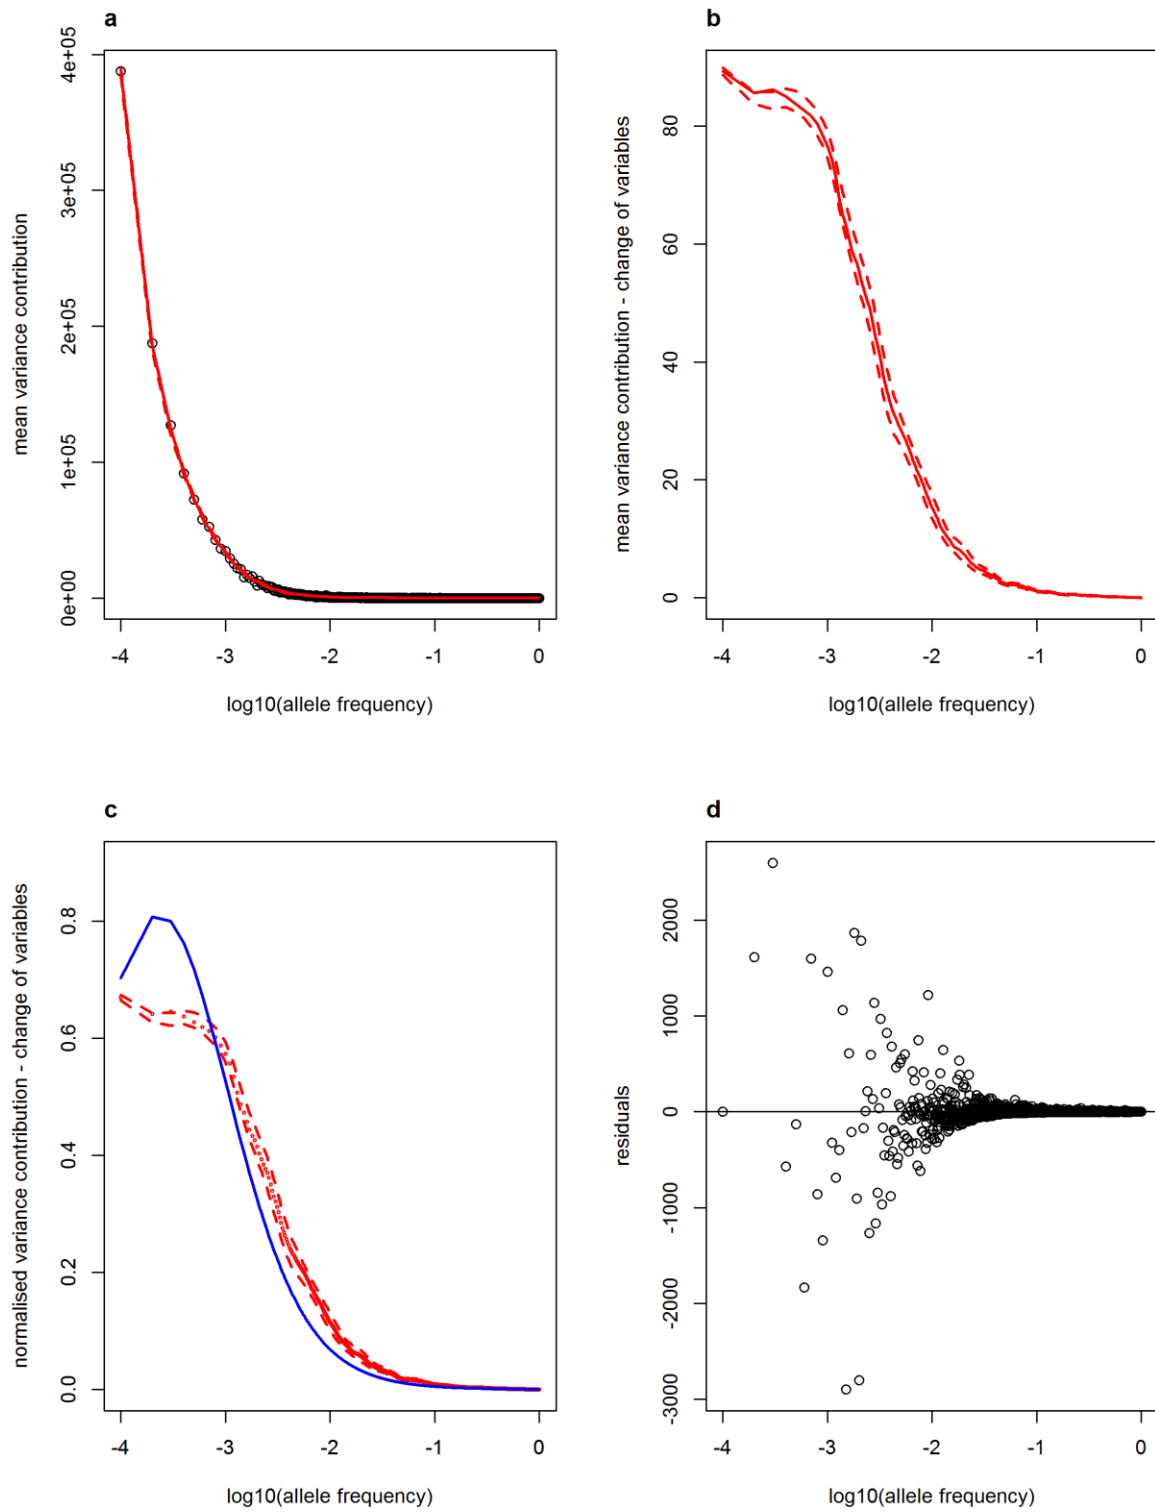 a
mean variance contribution
0e+00 1e+05 2e+05 3e+05 4e+05
-4 -3 -2 -1 0
log10(allele frequency)
b
mean variance contribution - change of variables
0 20 40 60 80
-4 -3 -2 -1 0
log10(allele frequency)
c
normalised variance contribution - change of variables
0.0 0.2 0.4 0.6 0.8
-4 -3 -2 -1 0
log10(allele frequency)
d
residuals
-3000 -2000 -1000 0 1000 2000
-4 -3 -2 -1 0
log10(allele frequency)